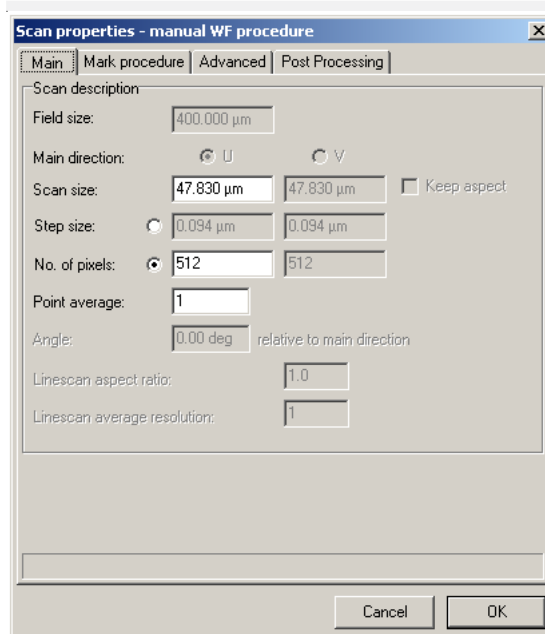 Scan properties - manual WF procedure
Main Mark procedure Advanced Post Processing
Scan description
Field size: 400.000 µm
Main direction: U V
Scan size: 47.830 µm 47.830 µm Keep aspect
Step size: 0.094 µm 0.094 µm
No. of pixels: 512 512
Point average: 1
Angle: 0.00 deg relative to main direction
Linescan aspect ratio: 1.0
Linescan average resolution: 1
Cancel OK